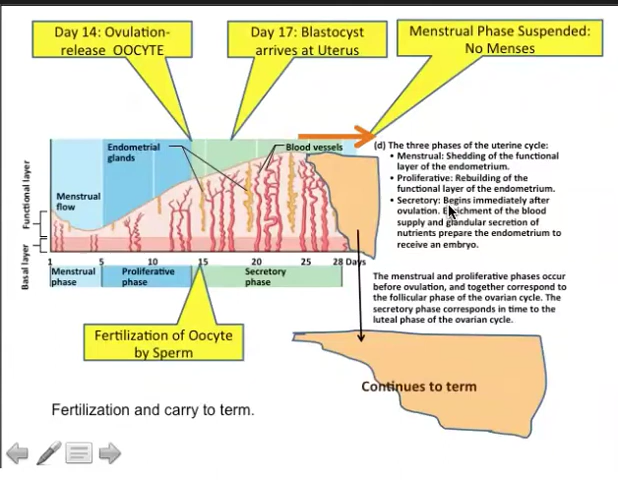 Day 14: Ovulation-
release OOCYTE
Day 17: Blastocyst
arrives at Uterus
Menstrual Phase Suspended:
No Menses
Endometrial
glands
Blood vessels
Menstrual
flow
Functional layer
Basal layer
1 5 10 15 20 25 28 Days
Menstrual
phase
Proliferative
phase
Secretory
phase
(d) The three phases of the uterine cycle:
• Menstrual: Shedding of the functional
layer of the endometrium.
• Proliferative: Rebuilding of the
functional layer of the endometrium.
• Secretory: Begins immediately after
ovulation. Enrichment of the blood
supply and glandular secretion of
nutrients prepare the endometrium to
receive an embryo.
The menstrual and proliferative phases occur
before ovulation, and together correspond to
the follicular phase of the ovarian cycle. The
secretory phase corresponds in time to the
luteal phase of the ovarian cycle.
Fertilization of Oocyte
by Sperm
Continues to term
Fertilization and carry to term.